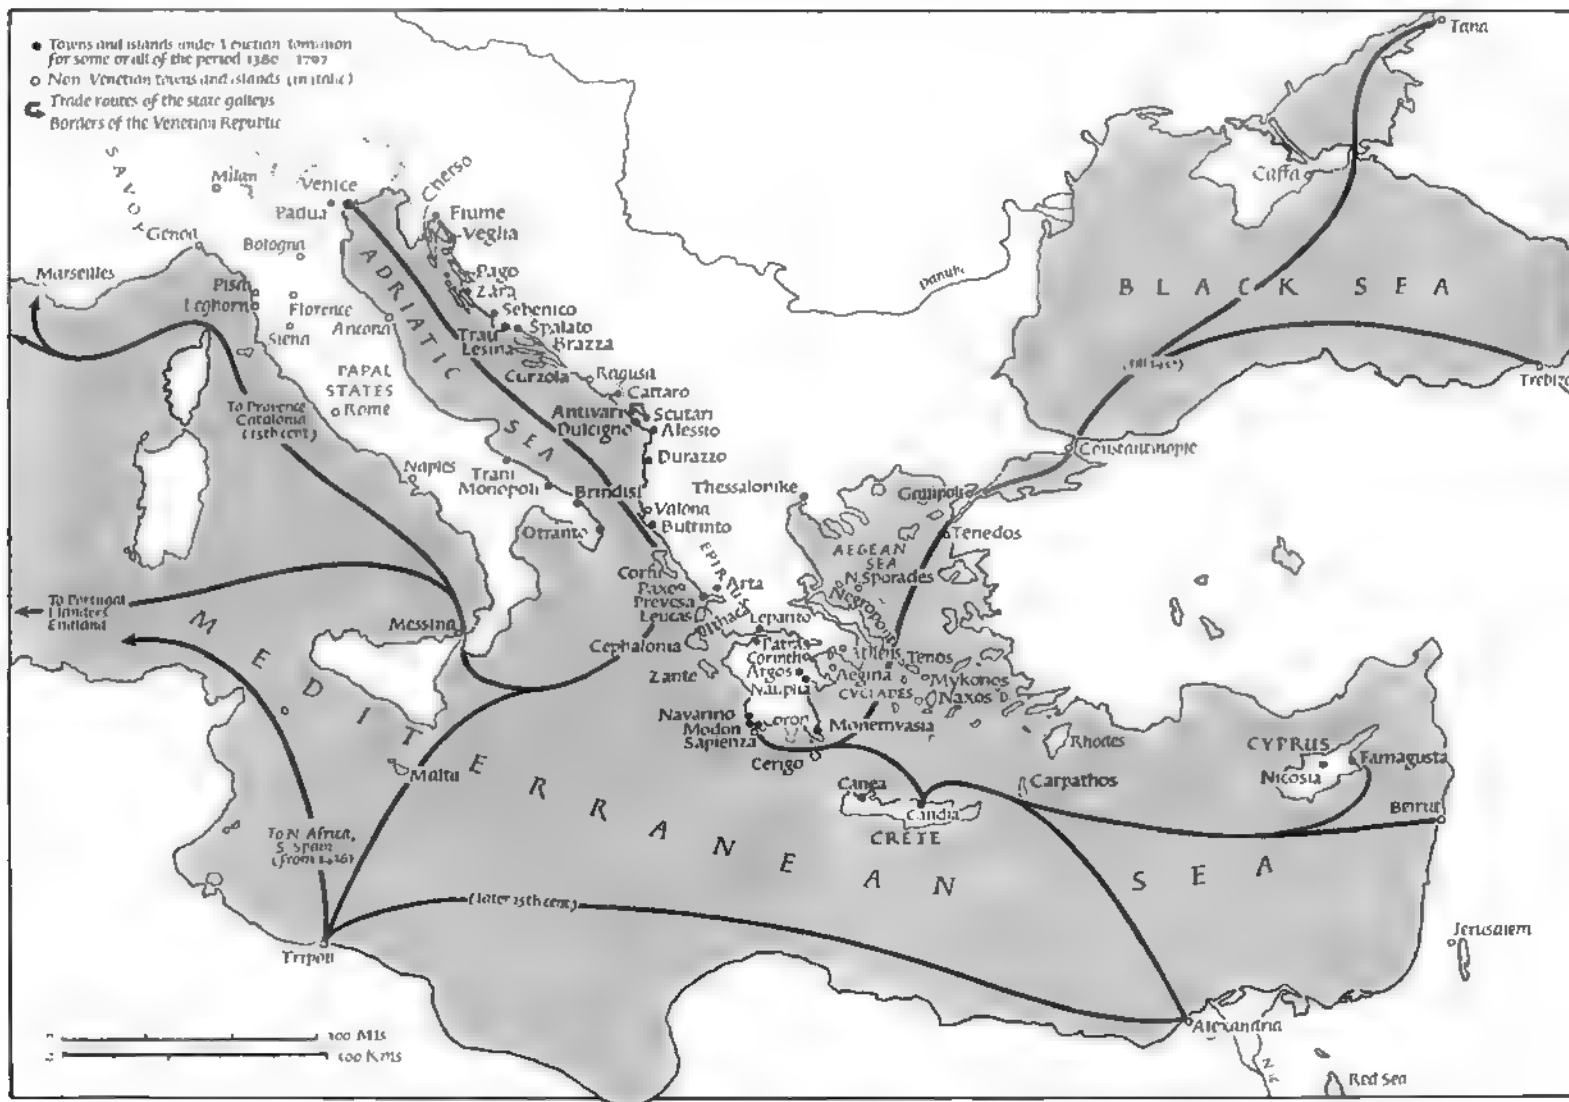 Towns and islands under Venetian Dominion
for some or all of the period 1380 1797
Non Venetian towns and islands (in italic)
Trade routes of the state galleys
Borders of the Venetian Republic
SAVOY
Milan
Venice
Padua
Genoa
Bologna
Marseilles
Pisa
Leghorn
Florence
Siena
Ancona
PAPAL
STATES
Rome
Cherso
Fiume
Veglia
Pago
Zara
Sebenico
Trau
Spalato
Lesina
Brazza
Curzola
Ragusa
Cattaro
Antivari
Scutari
Dulcigno
Alessio
Durazzo
ADRIATIC
SEA
To Provence
Catalonia
(15th cent)
Naples
Trani
Monopoli
Brindisi
Otranto
Valona
Butrinto
Thessalonike
EPIRUS
Corfu
Paxo
Arta
Prevesa
Leucas
Ithaca
Lepanto
Cephalonia
Patras
Corinth
Zante
Argos
Nauplia
Athens
Aegina
Tenos
Mykonos
CYCLADES
Naxos
Navarino
Modon
Coron
Sapienza
Monemvasia
Cerigo
Canea
Candia
CRETE
Negropont
AEGEAN
SEA
N. Sporades
Tenedos
Gallipoli
Constantinople
Danube
Caffa
Tana
BLACK SEA
Trebizo
Rhodes
Carpathos
CYPRUS
Nicosia
Famagusta
Beirut
Jerusalem
Alexandria
Red Sea
To Portugal
Flanders
England
Messina
Malta
MEDITERRANEAN SEA
To N. Africa,
S. Spain
(from 1436)
(later 15th cent)
Tripoli
300 Mls
500 Kms